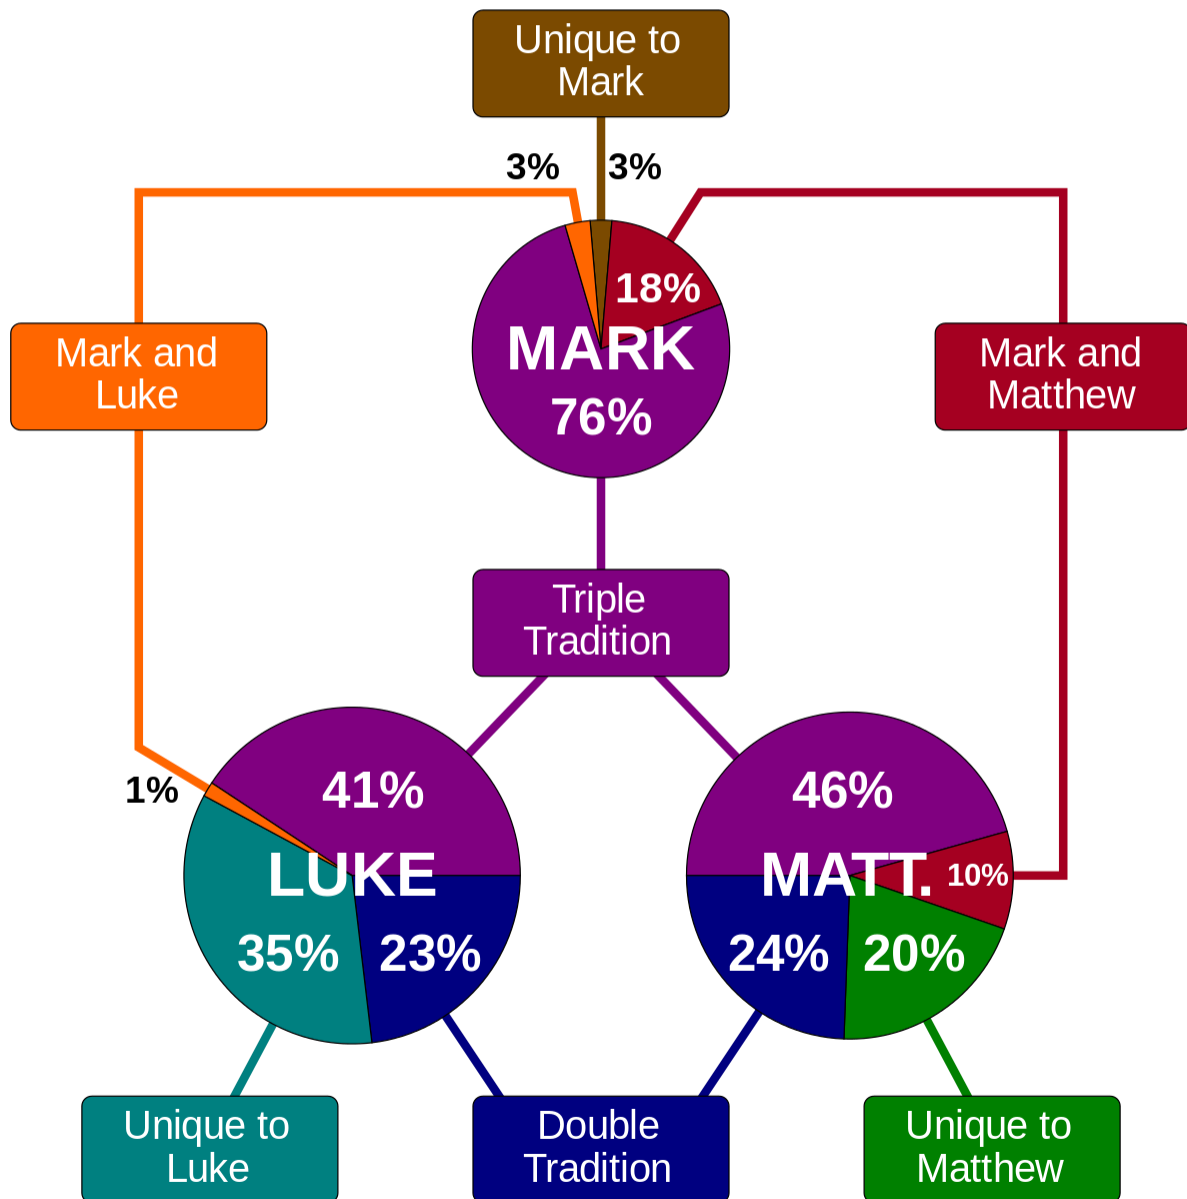 Unique to
Mark
3%
3%
18%
MARK
76%
Mark and
Luke
Mark and
Matthew
Triple
Tradition
1%
41%
LUKE
35%
23%
46%
MATT.
10%
24%
20%
Unique to
Luke
Double
Tradition
Unique to
Matthew